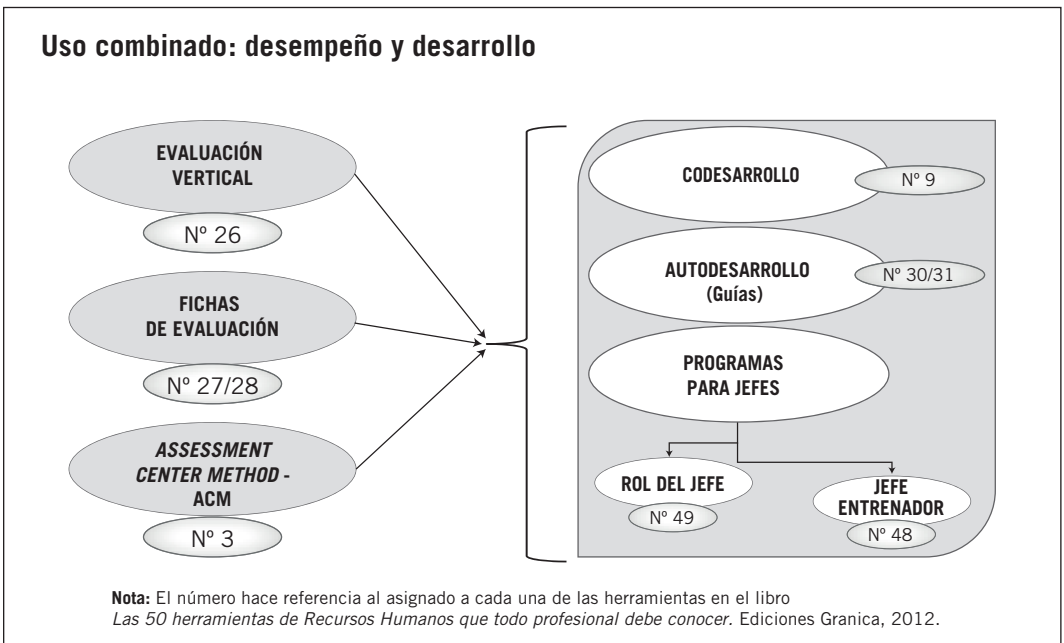 Uso combinado: desempeño y desarrollo
EVALUACIÓN
VERTICAL
Nº 26
FICHAS
DE EVALUACIÓN
Nº 27/28
ASSESSMENT
CENTER METHOD -
ACM
Nº 3
CODESARROLLO
Nº 9
AUTODESARROLLO
(Guías)
Nº 30/31
PROGRAMAS
PARA JEFES
ROL DEL JEFE
Nº 49
JEFE
ENTRENADOR
Nº 48
Nota: El número hace referencia al asignado a cada una de las herramientas en el libro
Las 50 herramientas de Recursos Humanos que todo profesional debe conocer. Ediciones Granica, 2012.